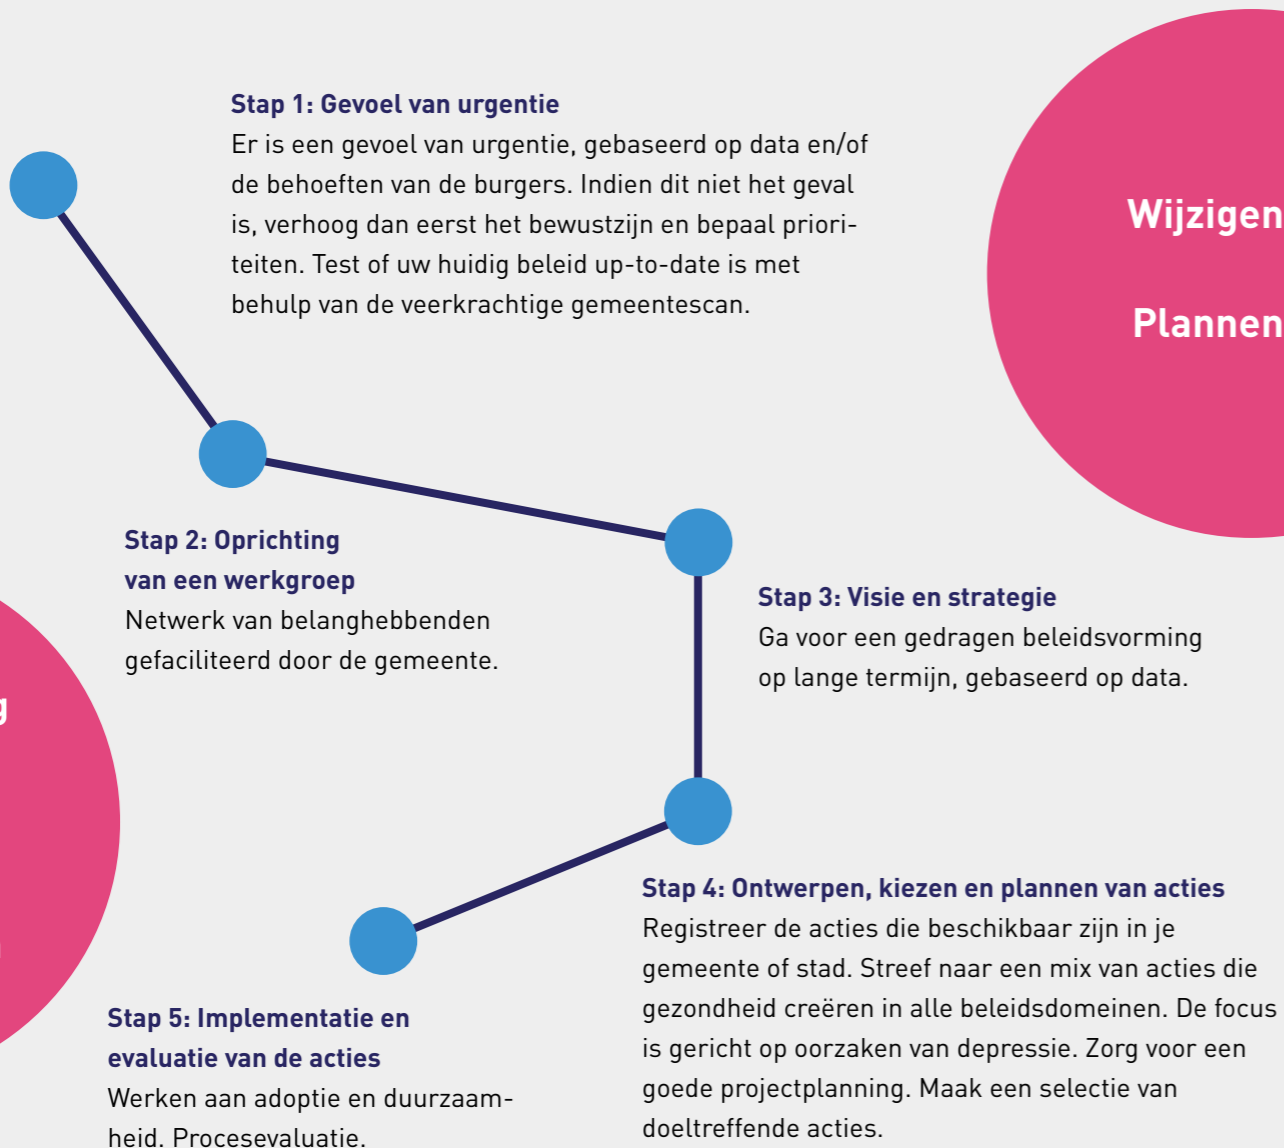 Stap 1: Gevoel van urgentie
Er is een gevoel van urgentie, gebaseerd op data en/of
de behoeften van de burgers. Indien dit niet het geval
is, verhoog dan eerst het bewustzijn en bepaal priori-
teiten. Test of uw huidig beleid up-to-date is met
behulp van de veerkrachtige gemeentescan.
Wijzigen
Plannen
Stap 2: Oprichting
van een werkgroep
Netwerk van belanghebbenden
gefaciliteerd door de gemeente.
Stap 3: Visie en strategie
Ga voor een gedragen beleidsvorming
op lange termijn, gebaseerd op data.
Stap 4: Ontwerpen, kiezen en plannen van acties
Registreer de acties die beschikbaar zijn in je
gemeente of stad. Streef naar een mix van acties die
gezondheid creëren in alle beleidsdomeinen. De focus
is gericht op oorzaken van depressie. Zorg voor een
goede projectplanning. Maak een selectie van
doeltreffende acties.
Stap 5: Implementatie en
evaluatie van de acties
Werken aan adoptie en duurzaam-
heid. Procesevaluatie.